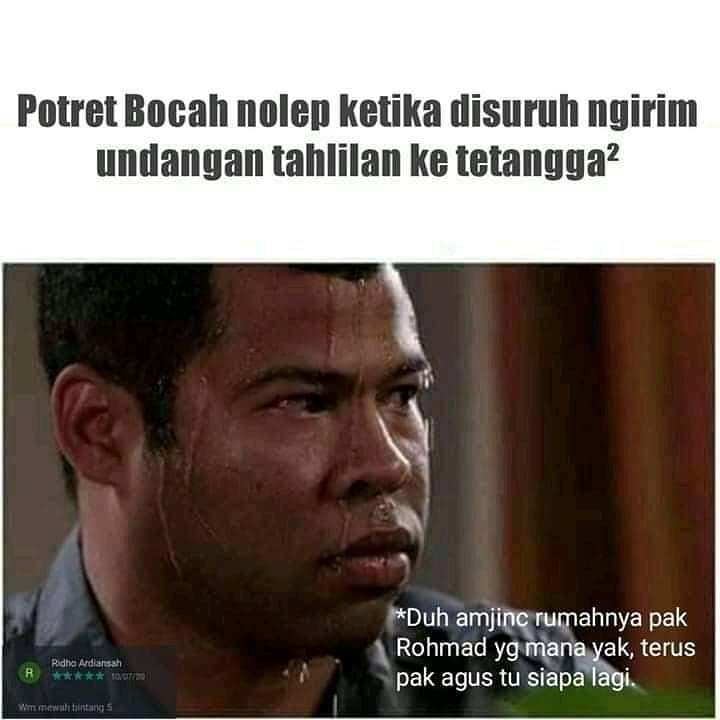 Potret Bocah nolep ketika disuruh ngirim
undangan tahlilan ke tetangga²
*Duh amjinc rumahnya pak
Rohmad yg mana yak, terus
pak agus tu siapa lagi.
R
Ridho Ardiansah
★★★★★ 10/07/20
Wm mewah bintang 5